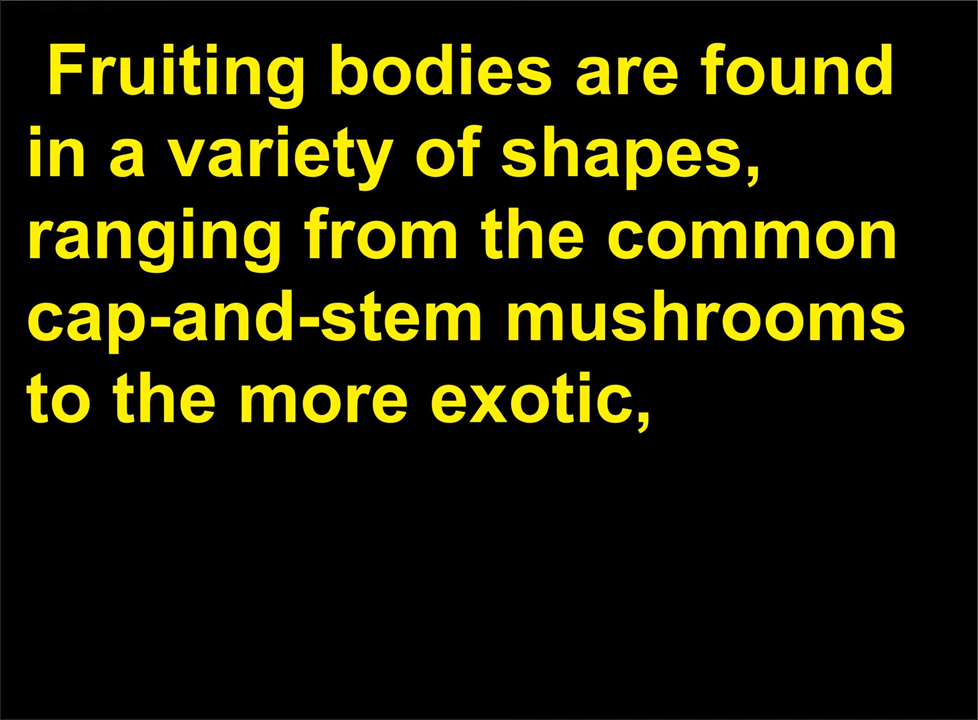 Fruiting bodies are found
in a variety of shapes,
ranging from the common
cap-and-stem mushrooms
to the more exotic,